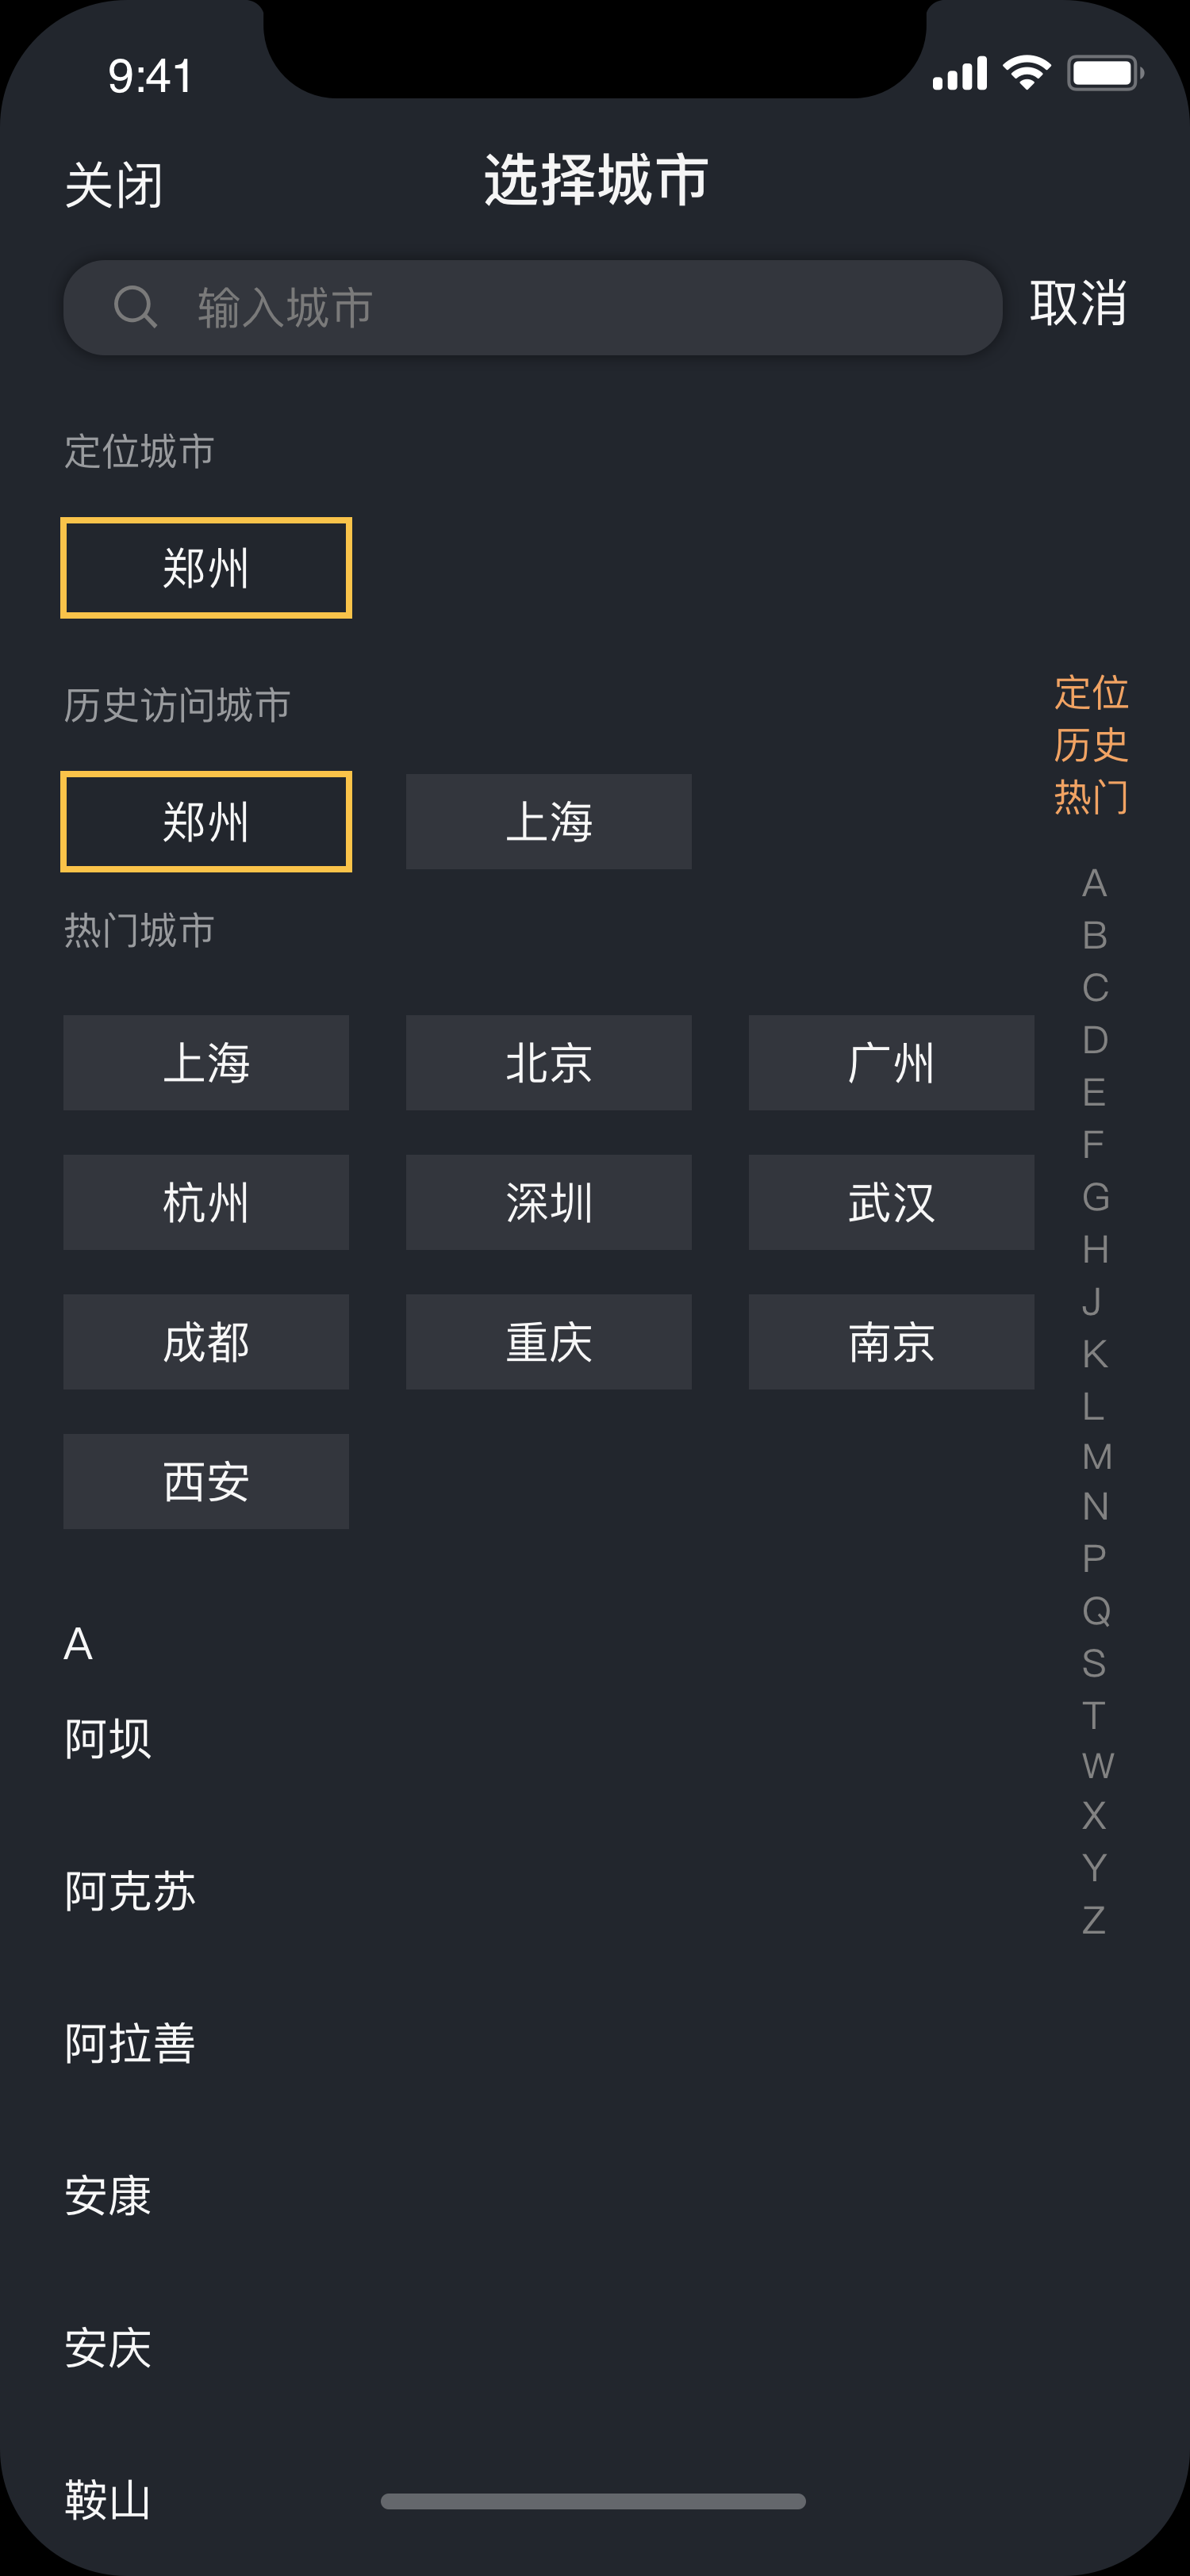 9:41
关闭
选择城市
输入城市
取消
定位城市
郑州
历史访问城市
郑州
上海
热门城市
上海
北京
广州
杭州
深圳
武汉
成都
重庆
南京
西安
A
阿坝
阿克苏
阿拉善
安康
安庆
鞍山
定位
历史
热门
A
B
C
D
E
F
G
H
J
K
L
M
N
P
Q
S
T
W
X
Y
Z